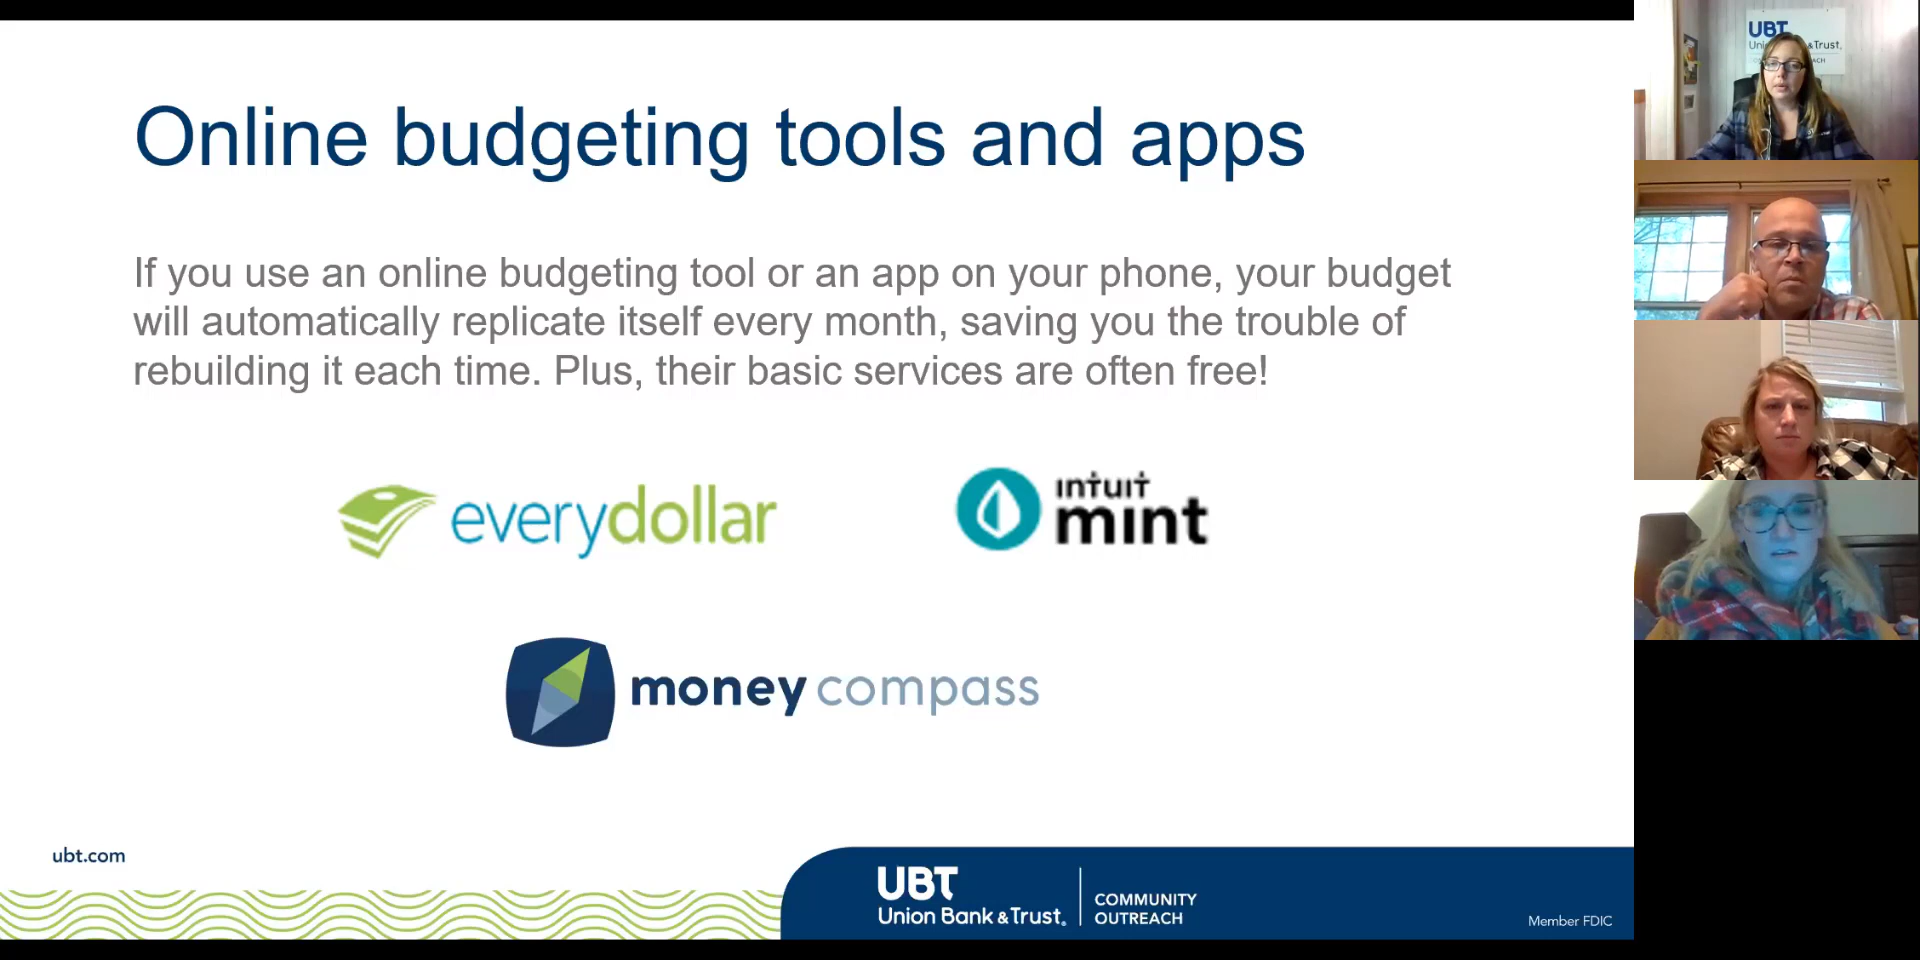 Online budgeting tools and apps
If you use an online budgeting tool or an app on your phone, your budget
will automatically replicate itself every month, saving you the trouble of
rebuilding it each time. Plus, their basic services are often free!
everydollar
intuit
mint
money compass
ubt.com
UBT
Union Bank & Trust®
COMMUNITY
OUTREACH
Member FDIC
UBT
& Trust.